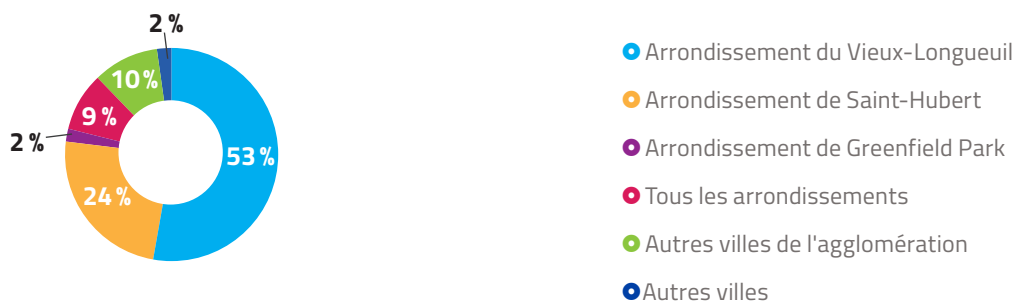 2 %
10 %
9 %
2 %
53 %
24 %
Arrondissement du Vieux-Longueuil
Arrondissement de Saint-Hubert
Arrondissement de Greenfield Park
Tous les arrondissements
Autres villes de l'agglomération
Autres villes